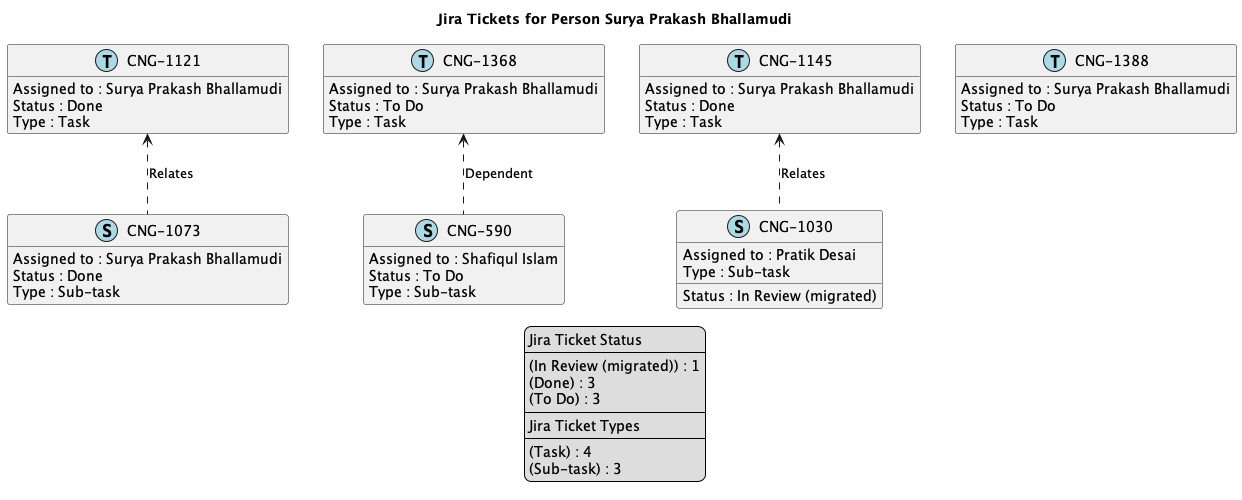 Jira Tickets for Person Surya Prakash Bhallamudi
T CNG-1121
Assigned to : Surya Prakash Bhallamudi
Status : Done
Type : Task
T CNG-1368
Assigned to : Surya Prakash Bhallamudi
Status : To Do
Type : Task
T CNG-1145
Assigned to : Surya Prakash Bhallamudi
Status : Done
Type : Task
T CNG-1388
Assigned to : Surya Prakash Bhallamudi
Status : To Do
Type : Task
Relates
Dependent
Relates
S CNG-1073
Assigned to : Surya Prakash Bhallamudi
Status : Done
Type : Sub-task
S CNG-590
Assigned to : Shafiqul Islam
Status : To Do
Type : Sub-task
S CNG-1030
Assigned to : Pratik Desai
Type : Sub-task
Status : In Review (migrated)
Jira Ticket Status
(In Review (migrated)) : 1
(Done) : 3
(To Do) : 3
Jira Ticket Types
(Task) : 4
(Sub-task) : 3